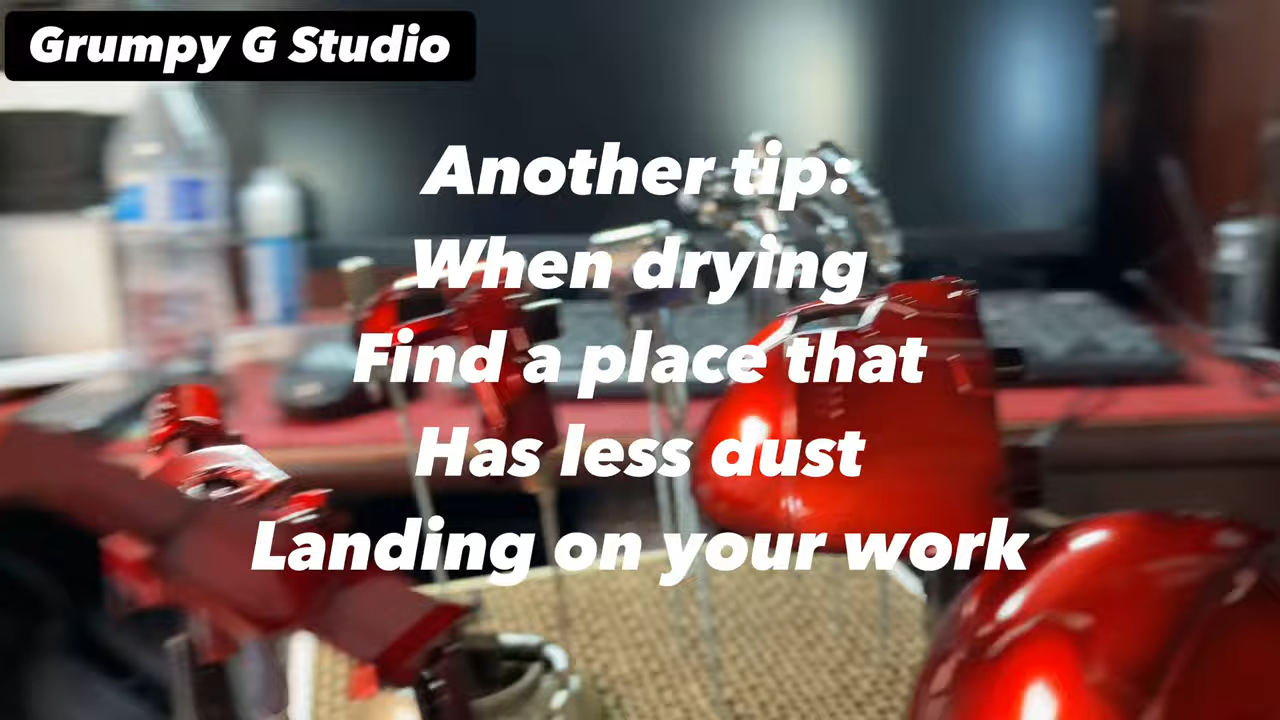 Grumpy G Studio
Another tip:
When drying
Find a place that
Has less dust
Landing on your work